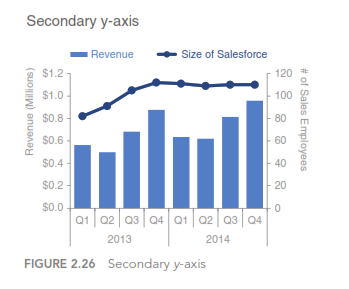 Secondary y-axis
Revenue Size of Salesforce
Revenue (Millions)
$1.2
$1.0
$0.8
$0.6
$0.4
$0.2
$0.0
120
100
80
60
40
20
0
# of Sales Employees
Q1 Q2 Q3 Q4 Q1 Q2 Q3 Q4
2013 2014
FIGURE 2.26 Secondary y-axis